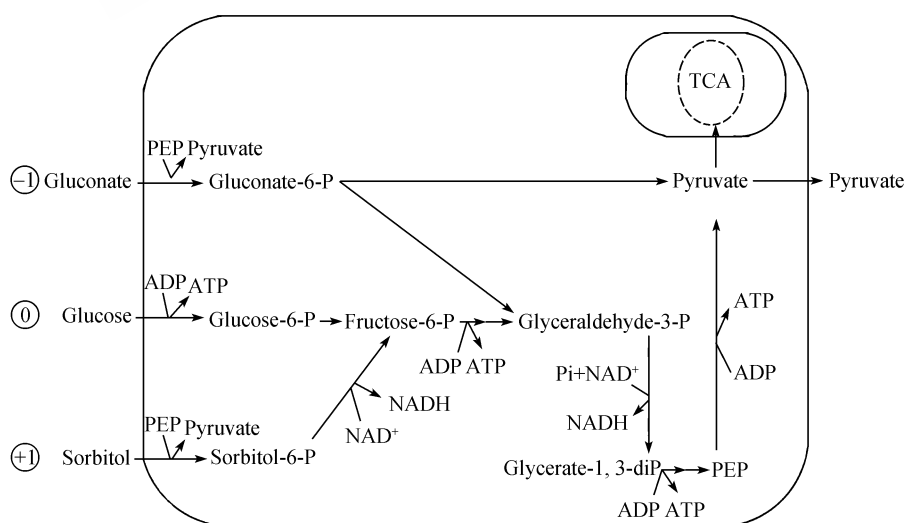 TCA
PEP Pyruvate
−1 Gluconate Gluconate-6-P Pyruvate Pyruvate
ADP ATP
0 Glucose Glucose-6-P Fructose-6-P Glyceraldehyde-3-P
ATP
ADP ATP
Pi+NAD⁺
ADP
NADH
NADH
NAD⁺
PEP Pyruvate
+1 Sorbitol Sorbitol-6-P Glycerate-1, 3-diP PEP
ADP ATP